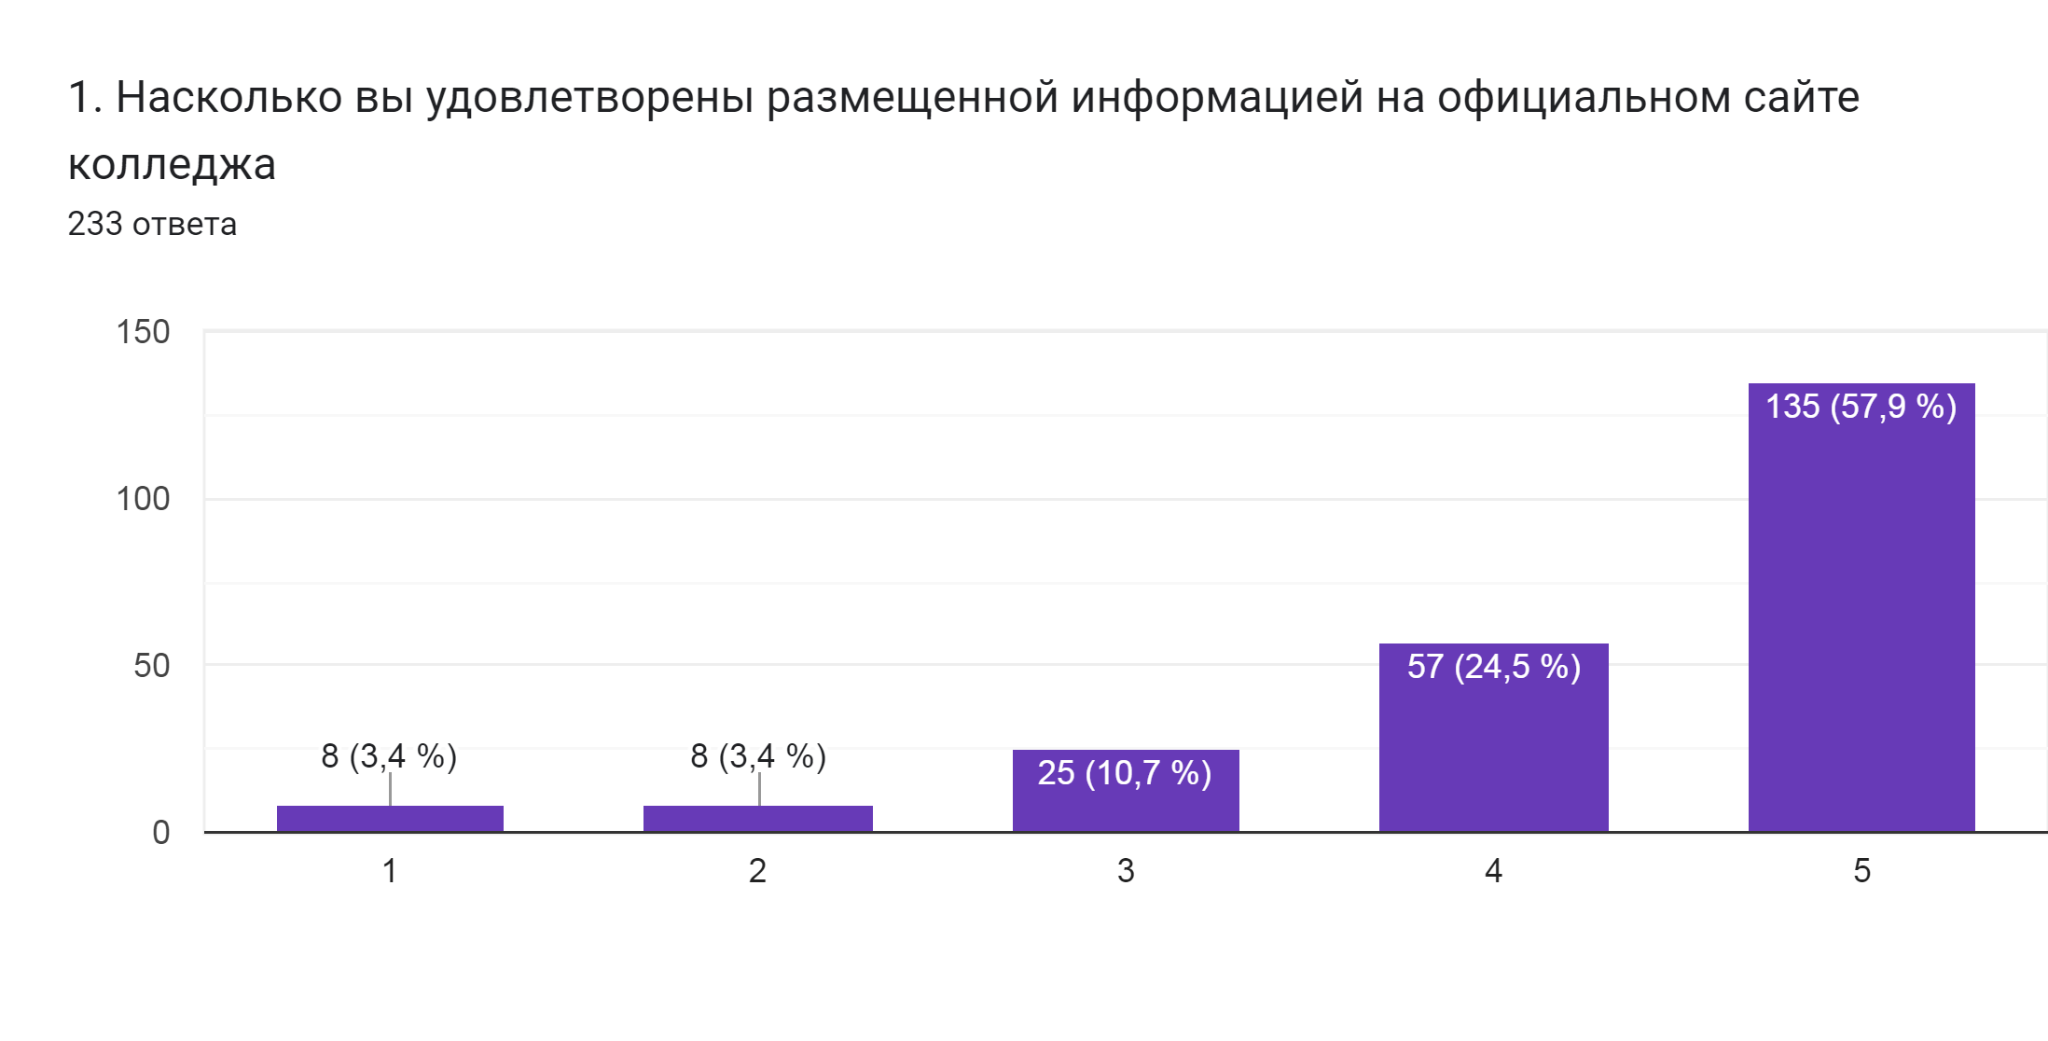 1. Насколько вы удовлетворены размещенной информацией на официальном сайте
колледжа
233 ответа
150
100
50
0
8 (3,4 %)
8 (3,4 %)
25 (10,7 %)
57 (24,5 %)
135 (57,9 %)
1
2
3
4
5